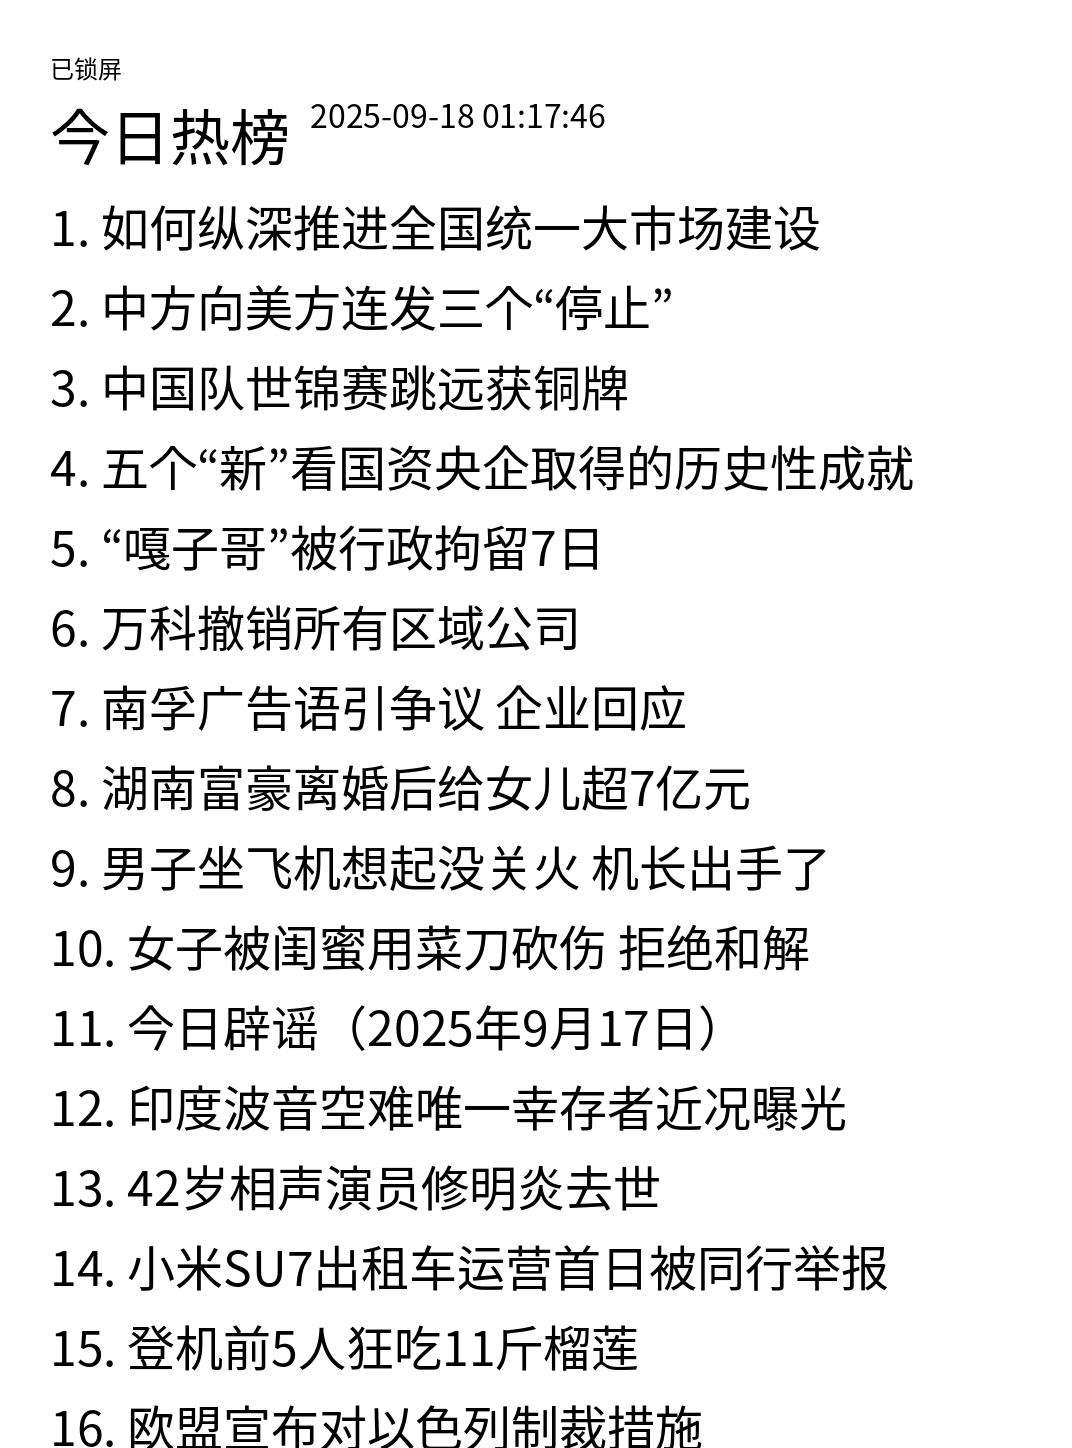 已锁屏
今日热榜 2025-09-18 01:17:46
1. 如何纵深推进全国统一大市场建设
2. 中方向美方连发三个“停止”
3. 中国队世锦赛跳远获铜牌
4. 五个“新”看国资央企取得的历史性成就
5. “嘎子哥”被行政拘留7日
6. 万科撤销所有区域公司
7. 南孚广告语引争议 企业回应
8. 湖南富豪离婚后给女儿超7亿元
9. 男子坐飞机想起没关火 机长出手了
10. 女子被闺蜜用菜刀砍伤 拒绝和解
11. 今日辟谣（2025年9月17日）
12. 印度波音空难唯一幸存者近况曝光
13. 42岁相声演员修明炎去世
14. 小米SU7出租车运营首日被同行举报
15. 登机前5人狂吃11斤榴莲
16. 欧盟宣布对以色列制裁措施